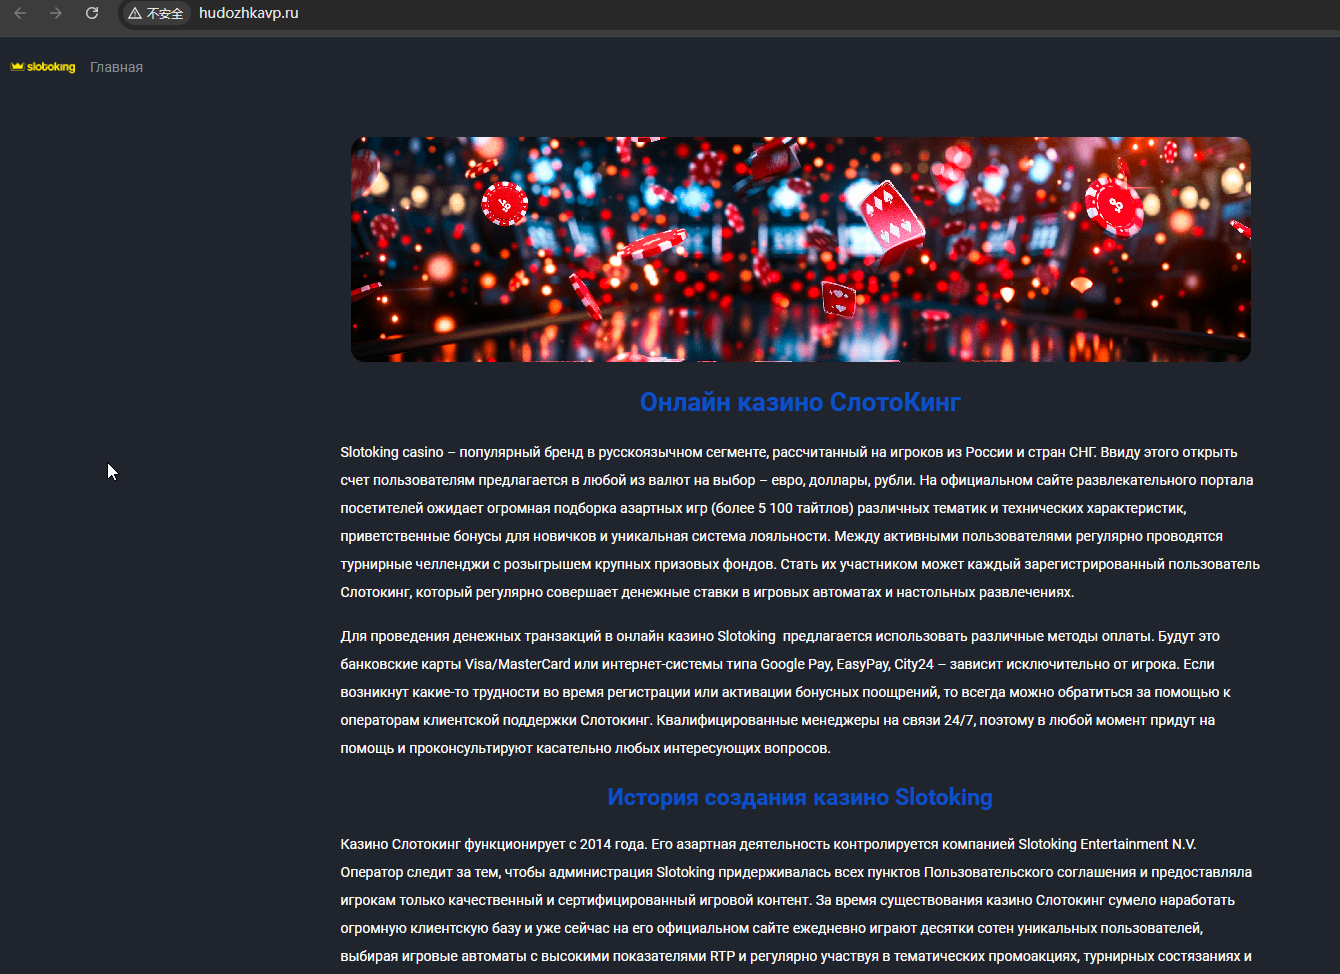 不安全 hudozhkavp.ru
slotoking Главная
Онлайн казино СлотоКинг
Slotoking casino – популярный бренд в русскоязычном сегменте, рассчитанный на игроков из России и стран СНГ. Ввиду этого открыть
счет пользователям предлагается в любой из валют на выбор – евро, доллары, рубли. На официальном сайте развлекательного портала
посетителей ожидает огромная подборка азартных игр (более 5 100 тайтлов) различных тематик и технических характеристик,
приветственные бонусы для новичков и уникальная система лояльности. Между активными пользователями регулярно проводятся
турнирные челленджи с розыгрышем крупных призовых фондов. Стать их участником может каждый зарегистрированный пользователь
Слотокинг, который регулярно совершает денежные ставки в игровых автоматах и настольных развлечениях.
Для проведения денежных транзакций в онлайн казино Slotoking  предлагается использовать различные методы оплаты. Будут это
банковские карты Visa/MasterCard или интернет-системы типа Google Pay, EasyPay, City24 – зависит исключительно от игрока. Если
возникнут какие-то трудности во время регистрации или активации бонусных поощрений, то всегда можно обратиться за помощью к
операторам клиентской поддержки Слотокинг. Квалифицированные менеджеры на связи 24/7, поэтому в любой момент придут на
помощь и проконсультируют касательно любых интересующих вопросов.
История создания казино Slotoking
Казино Слотокинг функционирует с 2014 года. Его азартная деятельность контролируется компанией Slotoking Entertainment N.V.
Оператор следит за тем, чтобы администрация Slotoking придерживалась всех пунктов Пользовательского соглашения и предоставляла
игрокам только качественный и сертифицированный игровой контент. За время существования казино Слотокинг сумело наработать
огромную клиентскую базу и уже сейчас на его официальном сайте ежедневно играют десятки сотен уникальных пользователей,
выбирая игровые автоматы с высокими показателями RTP и регулярно участвуя в тематических промоакциях, турнирных состязаниях и